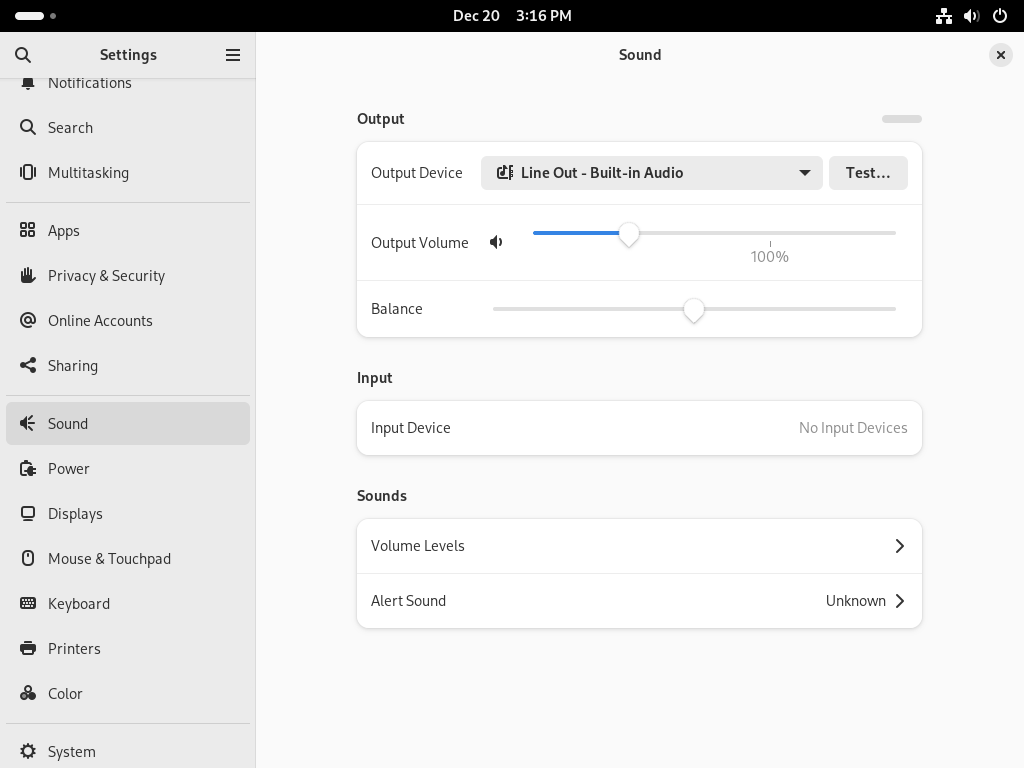 Dec 20 3:16 PM
Settings
Sound
Notifications
Search
Multitasking
Apps
Privacy & Security
Online Accounts
Sharing
Sound
Power
Displays
Mouse & Touchpad
Keyboard
Printers
Color
System
Output
Output Device Line Out - Built-in Audio Test…
Output Volume
100%
Balance
Input
Input Device No Input Devices
Sounds
Volume Levels
Alert Sound Unknown